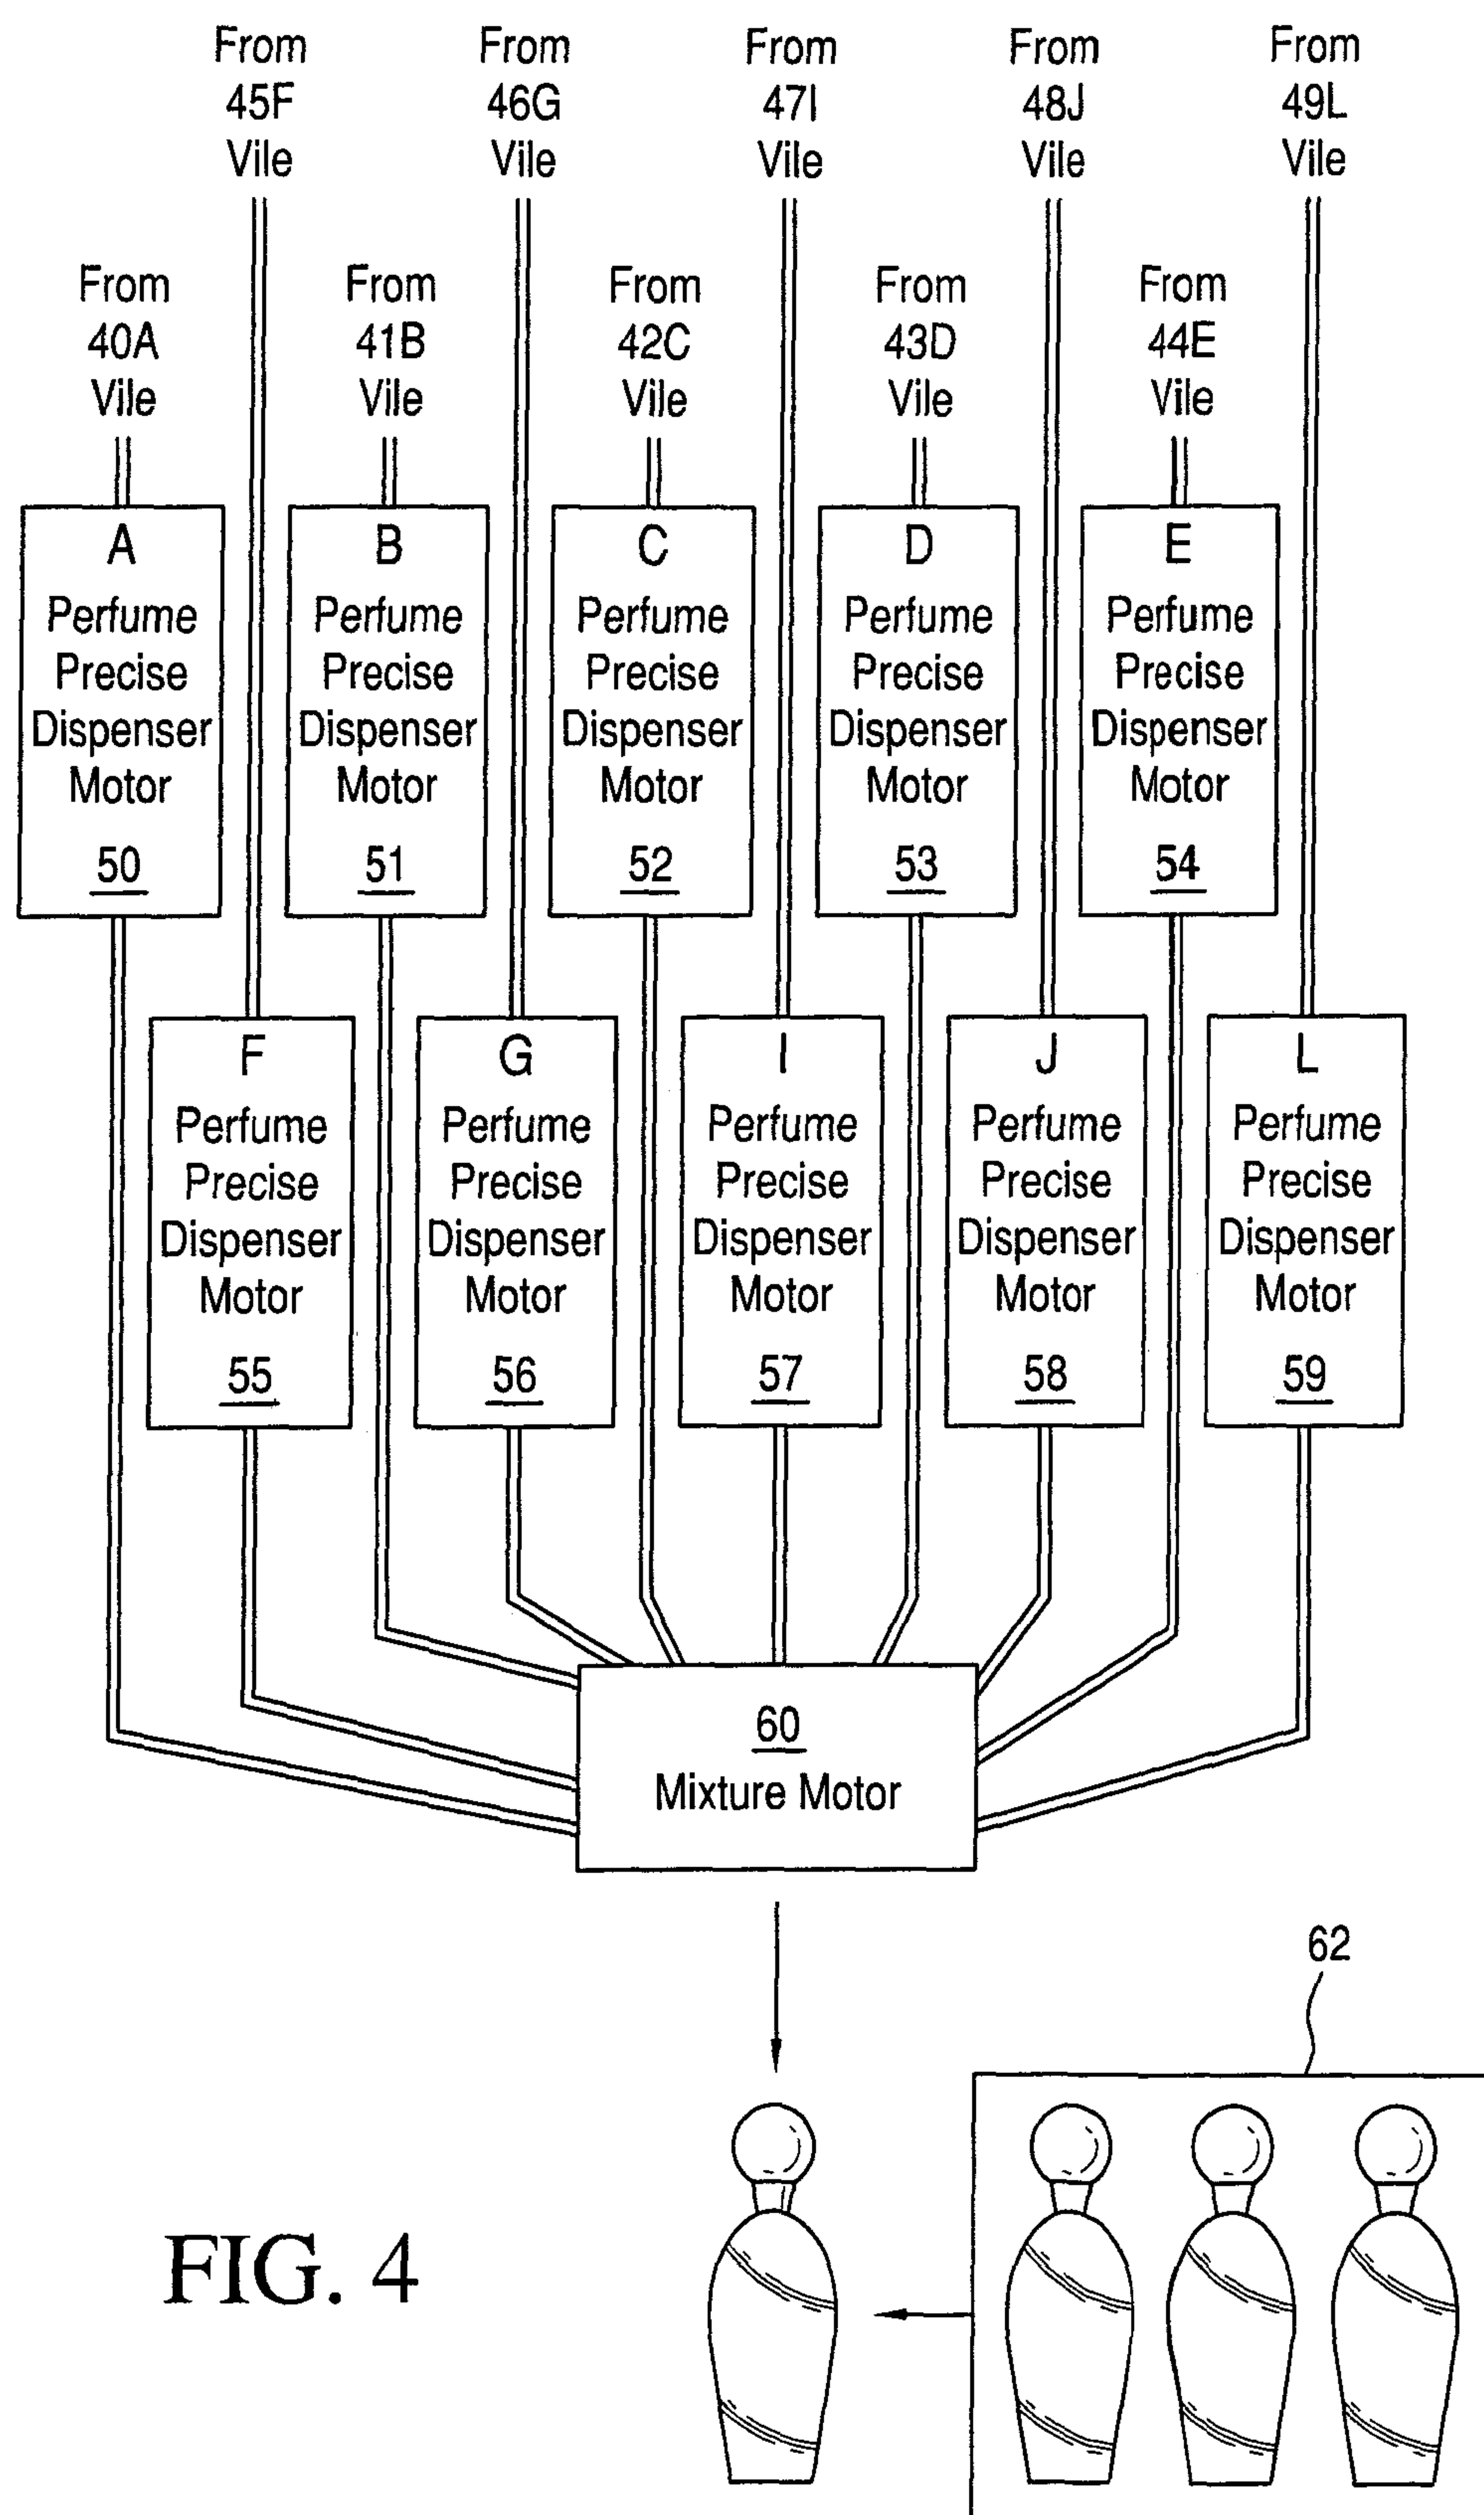 From
45F
Vile
From
46G
Vile
From
47I
Vile
From
48J
Vile
From
49L
Vile
From
40A
Vile
From
41B
Vile
From
42C
Vile
From
43D
Vile
From
44E
Vile
A
Perfume
Precise
Dispenser
Motor
50
B
Perfume
Precise
Dispenser
Motor
51
C
Perfume
Precise
Dispenser
Motor
52
D
Perfume
Precise
Dispenser
Motor
53
E
Perfume
Precise
Dispenser
Motor
54
F
Perfume
Precise
Dispenser
Motor
55
G
Perfume
Precise
Dispenser
Motor
56
I
Perfume
Precise
Dispenser
Motor
57
J
Perfume
Precise
Dispenser
Motor
58
L
Perfume
Precise
Dispenser
Motor
59
60
Mixture Motor
62
FIG. 4